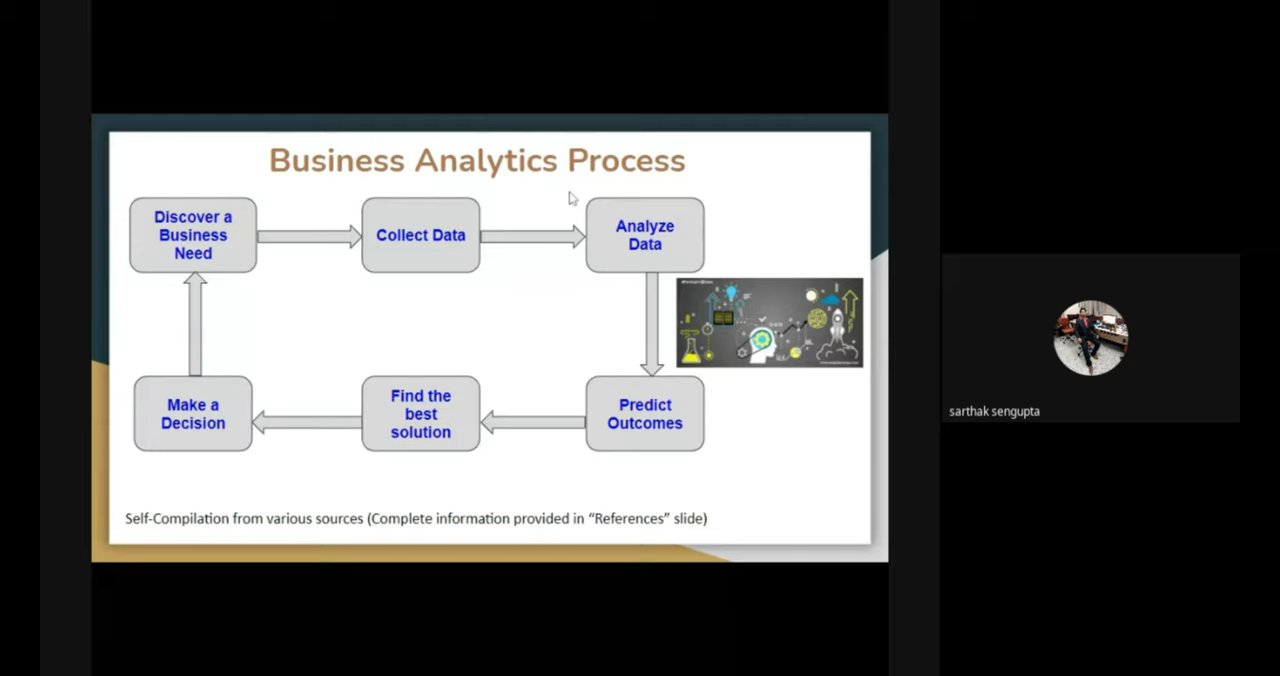 Business Analytics Process
Discover a
Business
Need
Collect Data
Analyze
Data
Make a
Decision
Find the
best
solution
Predict
Outcomes
Self-Compilation from various sources (Complete information provided in “References” slide)
sarthak sengupta